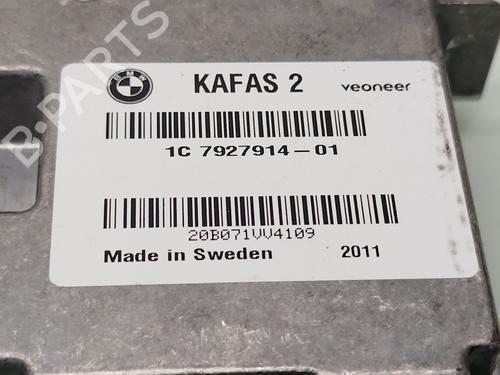 B-PARTS
BMW
KAFAS 2
veoneer
1C 7927914-01
20B071VV4109
Made in Sweden 2011